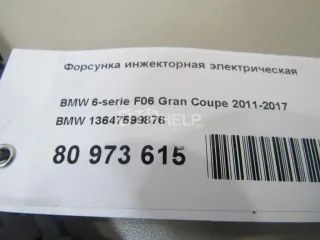 Форсунка инжекторная электрическая
BMW 6-serie F06 Gran Coupe 2011-2017
BMW 13647599876
80 973 615